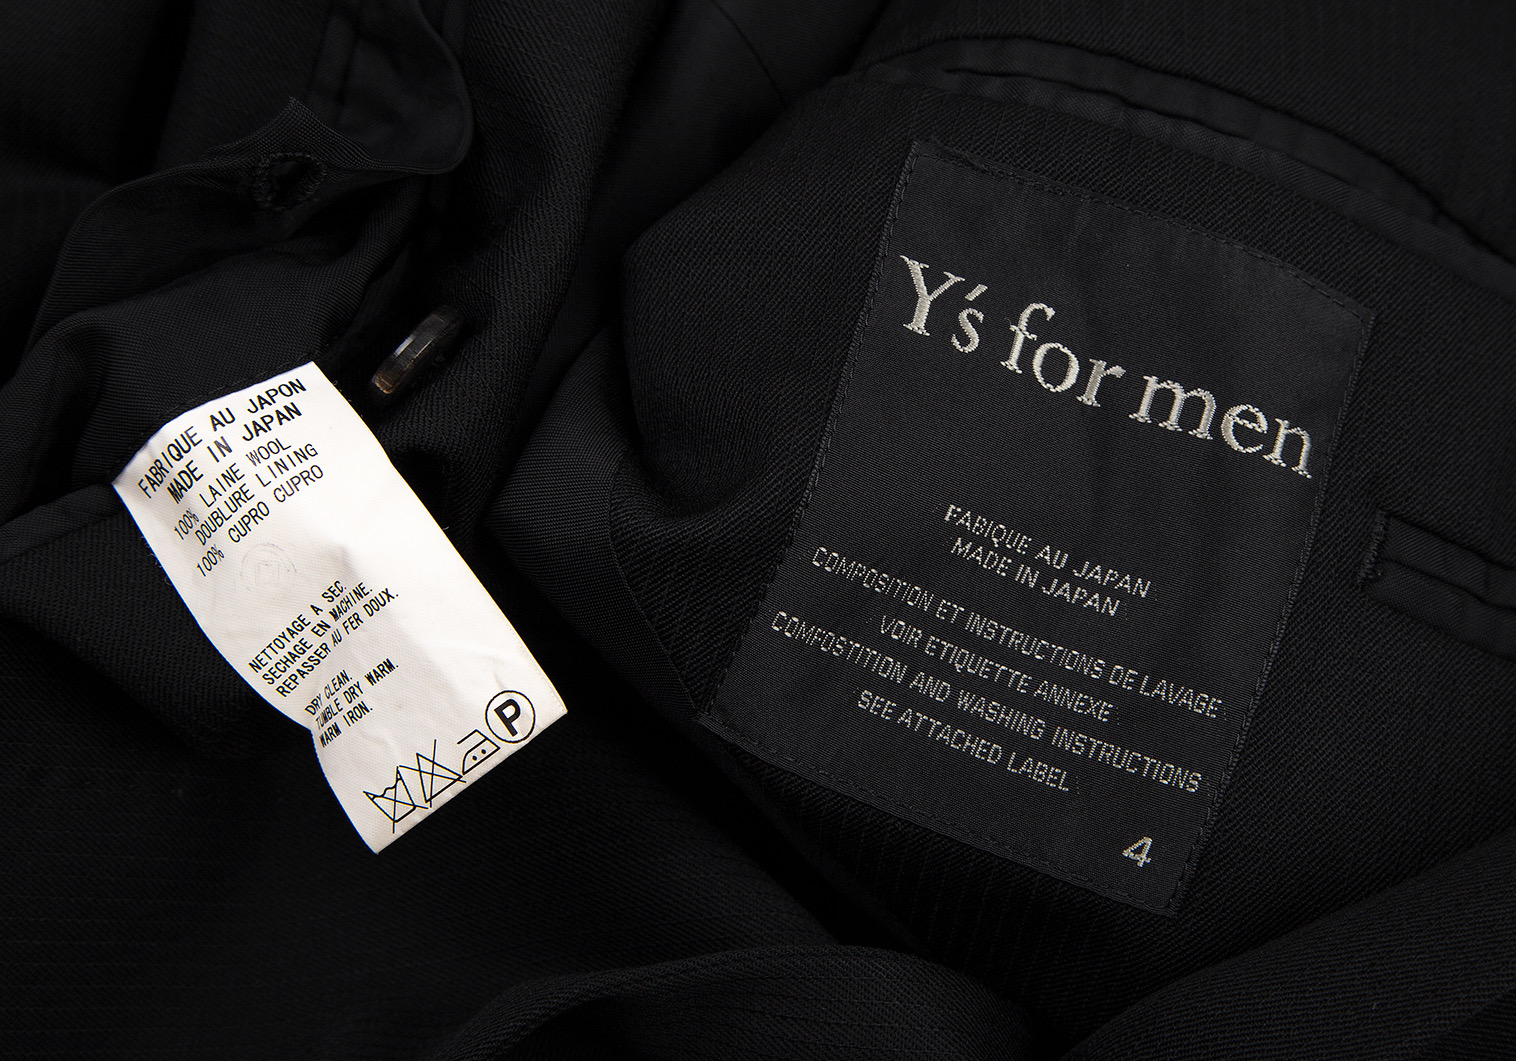 FABRIQUE AU JAPON
MADE IN JAPAN
100% LAINE WOOL
DOUBLURE LINING
100% CUPRO CUPRO
NETTOYAGE A SEC.
SECHAGE EN MACHINE.
REPASSER AU FER DOUX.
DRY CLEAN.
TUMBLE DRY WARM.
WARM IRON.
P
Y's for men
FABIQUE AU JAPAN
MADE IN JAPAN
COMPOSITION ET INSTRUCTIONS DE LAVAGE
VOIR ETIQUETTE ANNEXE
COMPOSTITION AND WASHING INSTRUCTIONS
SEE ATTACHED LABEL
4